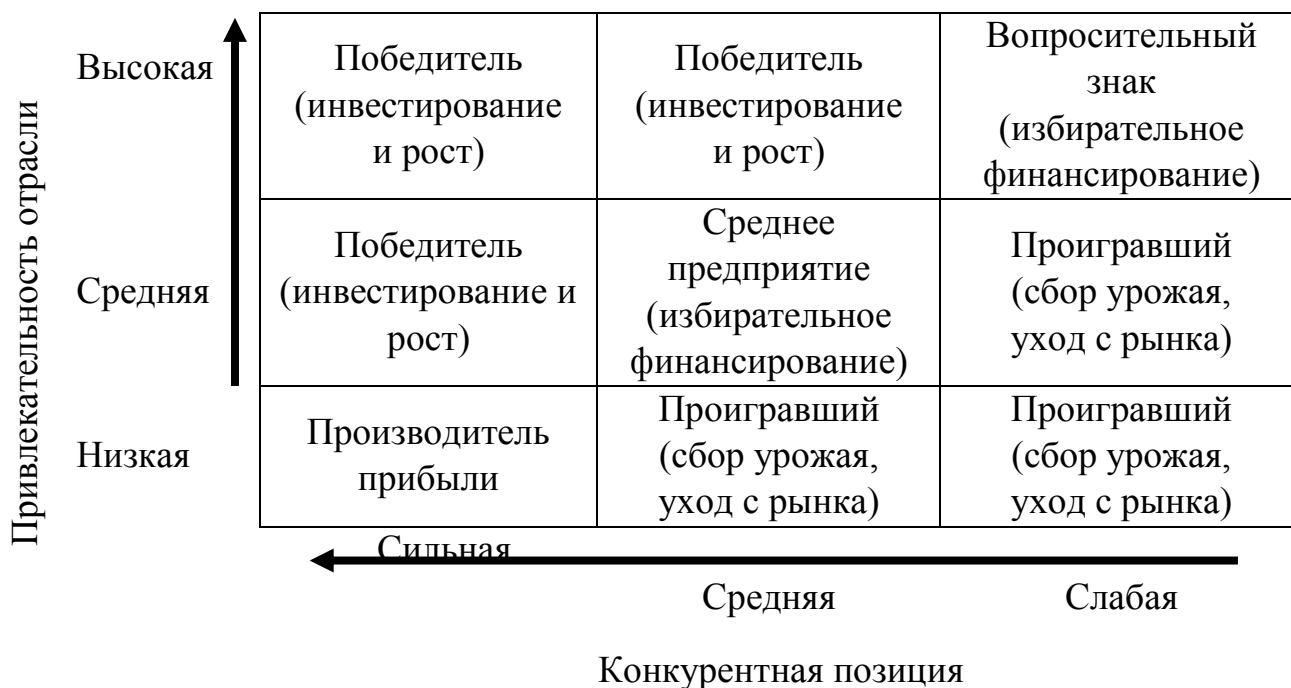 Привлекательность отрасли
Высокая
Победитель
(инвестирование
и рост)
Победитель
(инвестирование
и рост)
Вопросительный
знак
(избирательное
финансирование)
Средняя
Победитель
(инвестирование и
рост)
Среднее
предприятие
(избирательное
финансирование)
Проигравший
(сбор урожая,
уход с рынка)
Низкая
Производитель
прибыли
Проигравший
(сбор урожая,
уход с рынка)
Проигравший
(сбор урожая,
уход с рынка)
Сильная
Средняя
Слабая
Конкурентная позиция